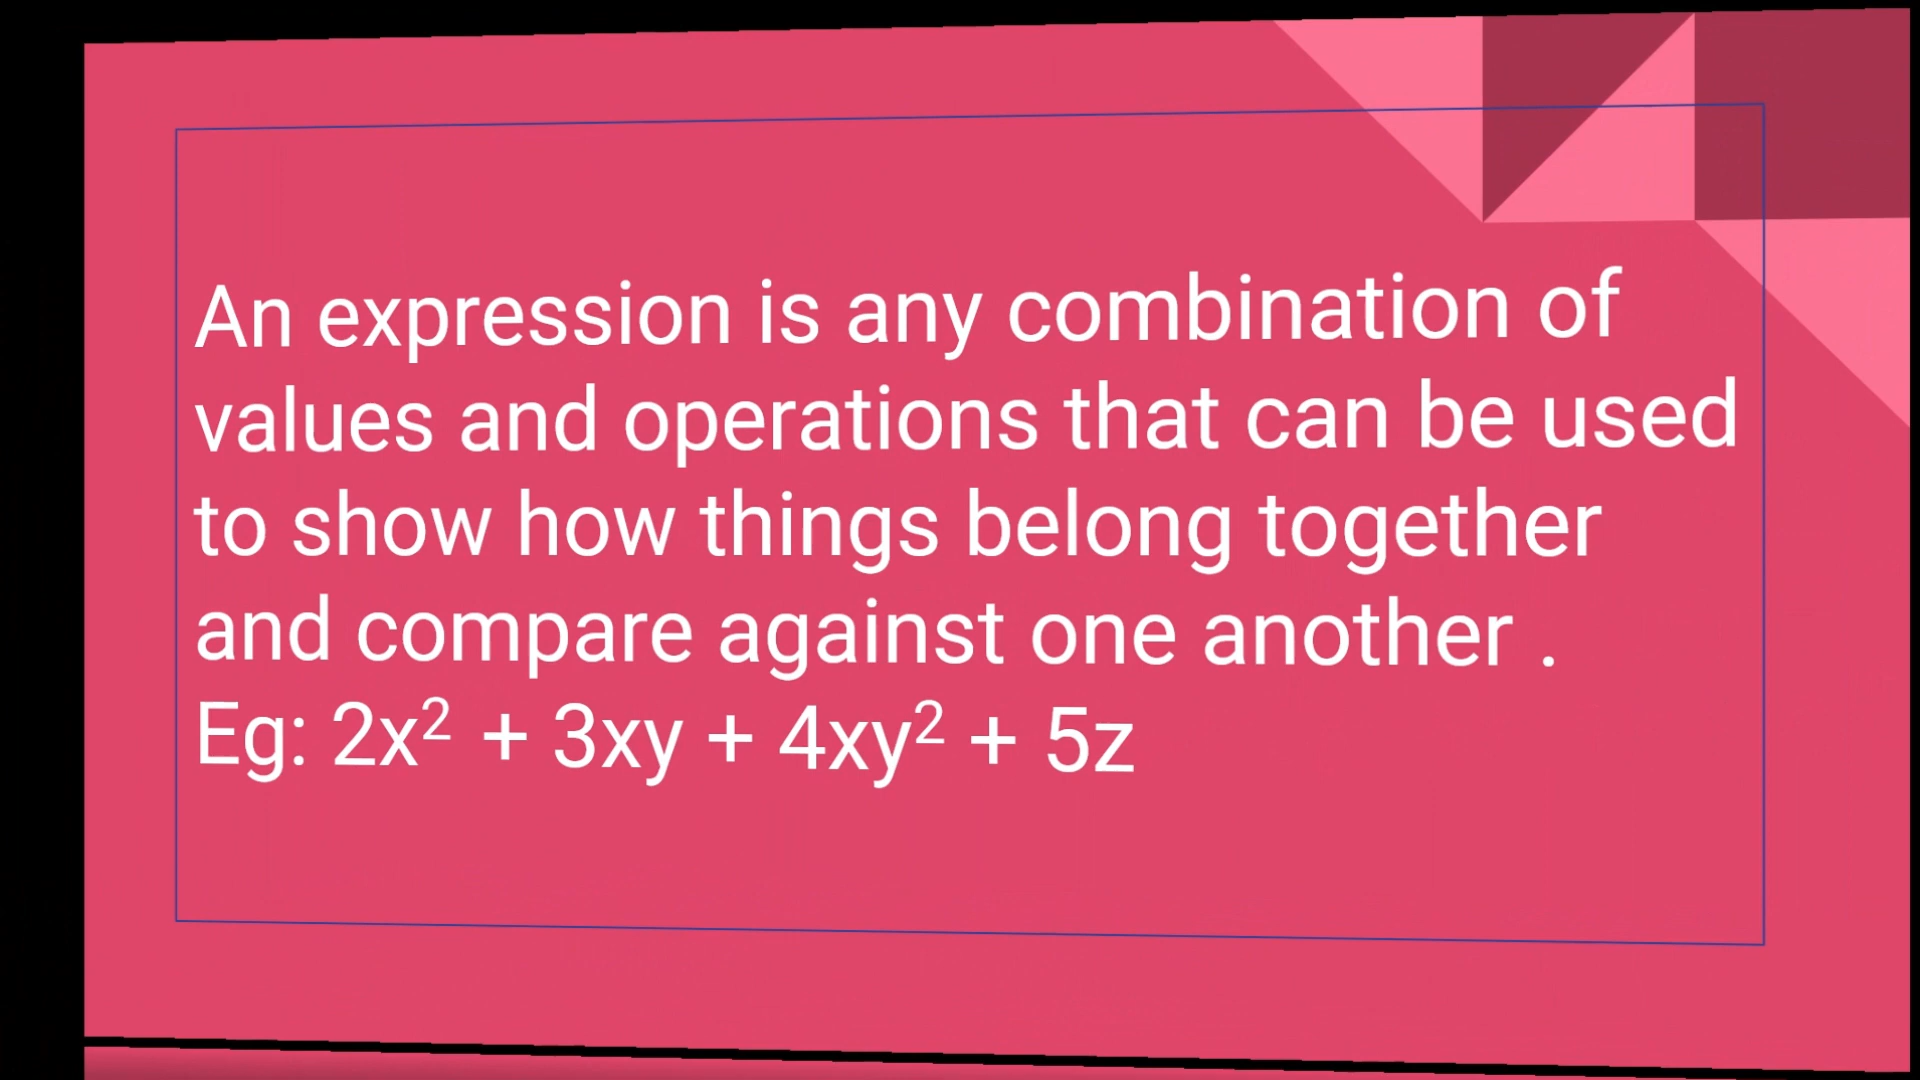 An expression is any combination of
values and operations that can be used
to show how things belong together
and compare against one another .
Eg: 2x² + 3xy + 4xy² + 5z